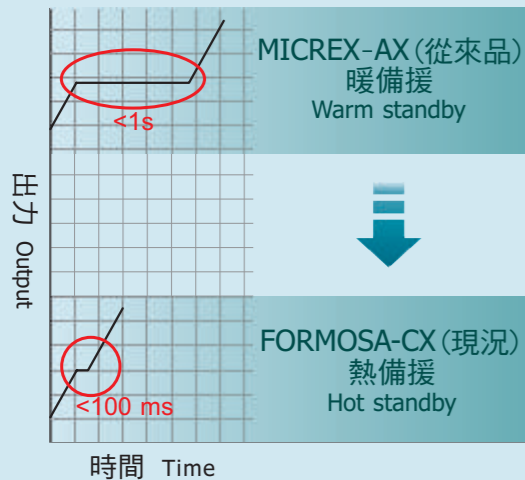 MICREX-AX(從來品)
暖備援
Warm standby
<1s
出力 Output
FORMOSA-CX(現況)
熱備援
Hot standby
<100 ms
時間 Time